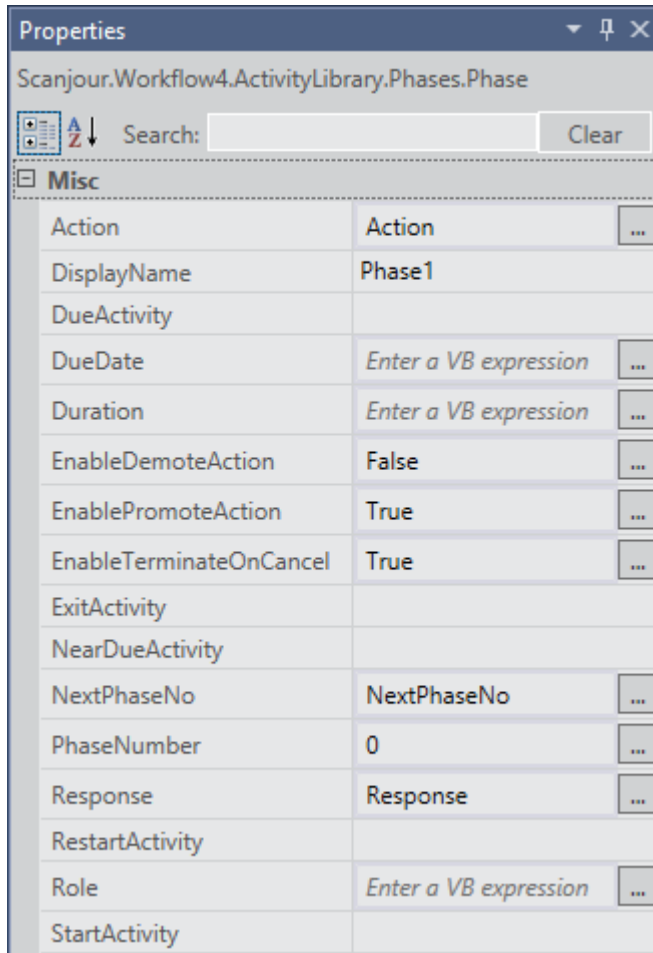 Properties
Scanjour.Workflow4.ActivityLibrary.Phases.Phase
Search: Clear
Misc
Action Action ...
DisplayName Phase1
DueActivity
DueDate Enter a VB expression ...
Duration Enter a VB expression ...
EnableDemoteAction False ...
EnablePromoteAction True ...
EnableTerminateOnCancel True ...
ExitActivity
NearDueActivity
NextPhaseNo NextPhaseNo ...
PhaseNumber 0 ...
Response Response ...
RestartActivity
Role Enter a VB expression ...
StartActivity